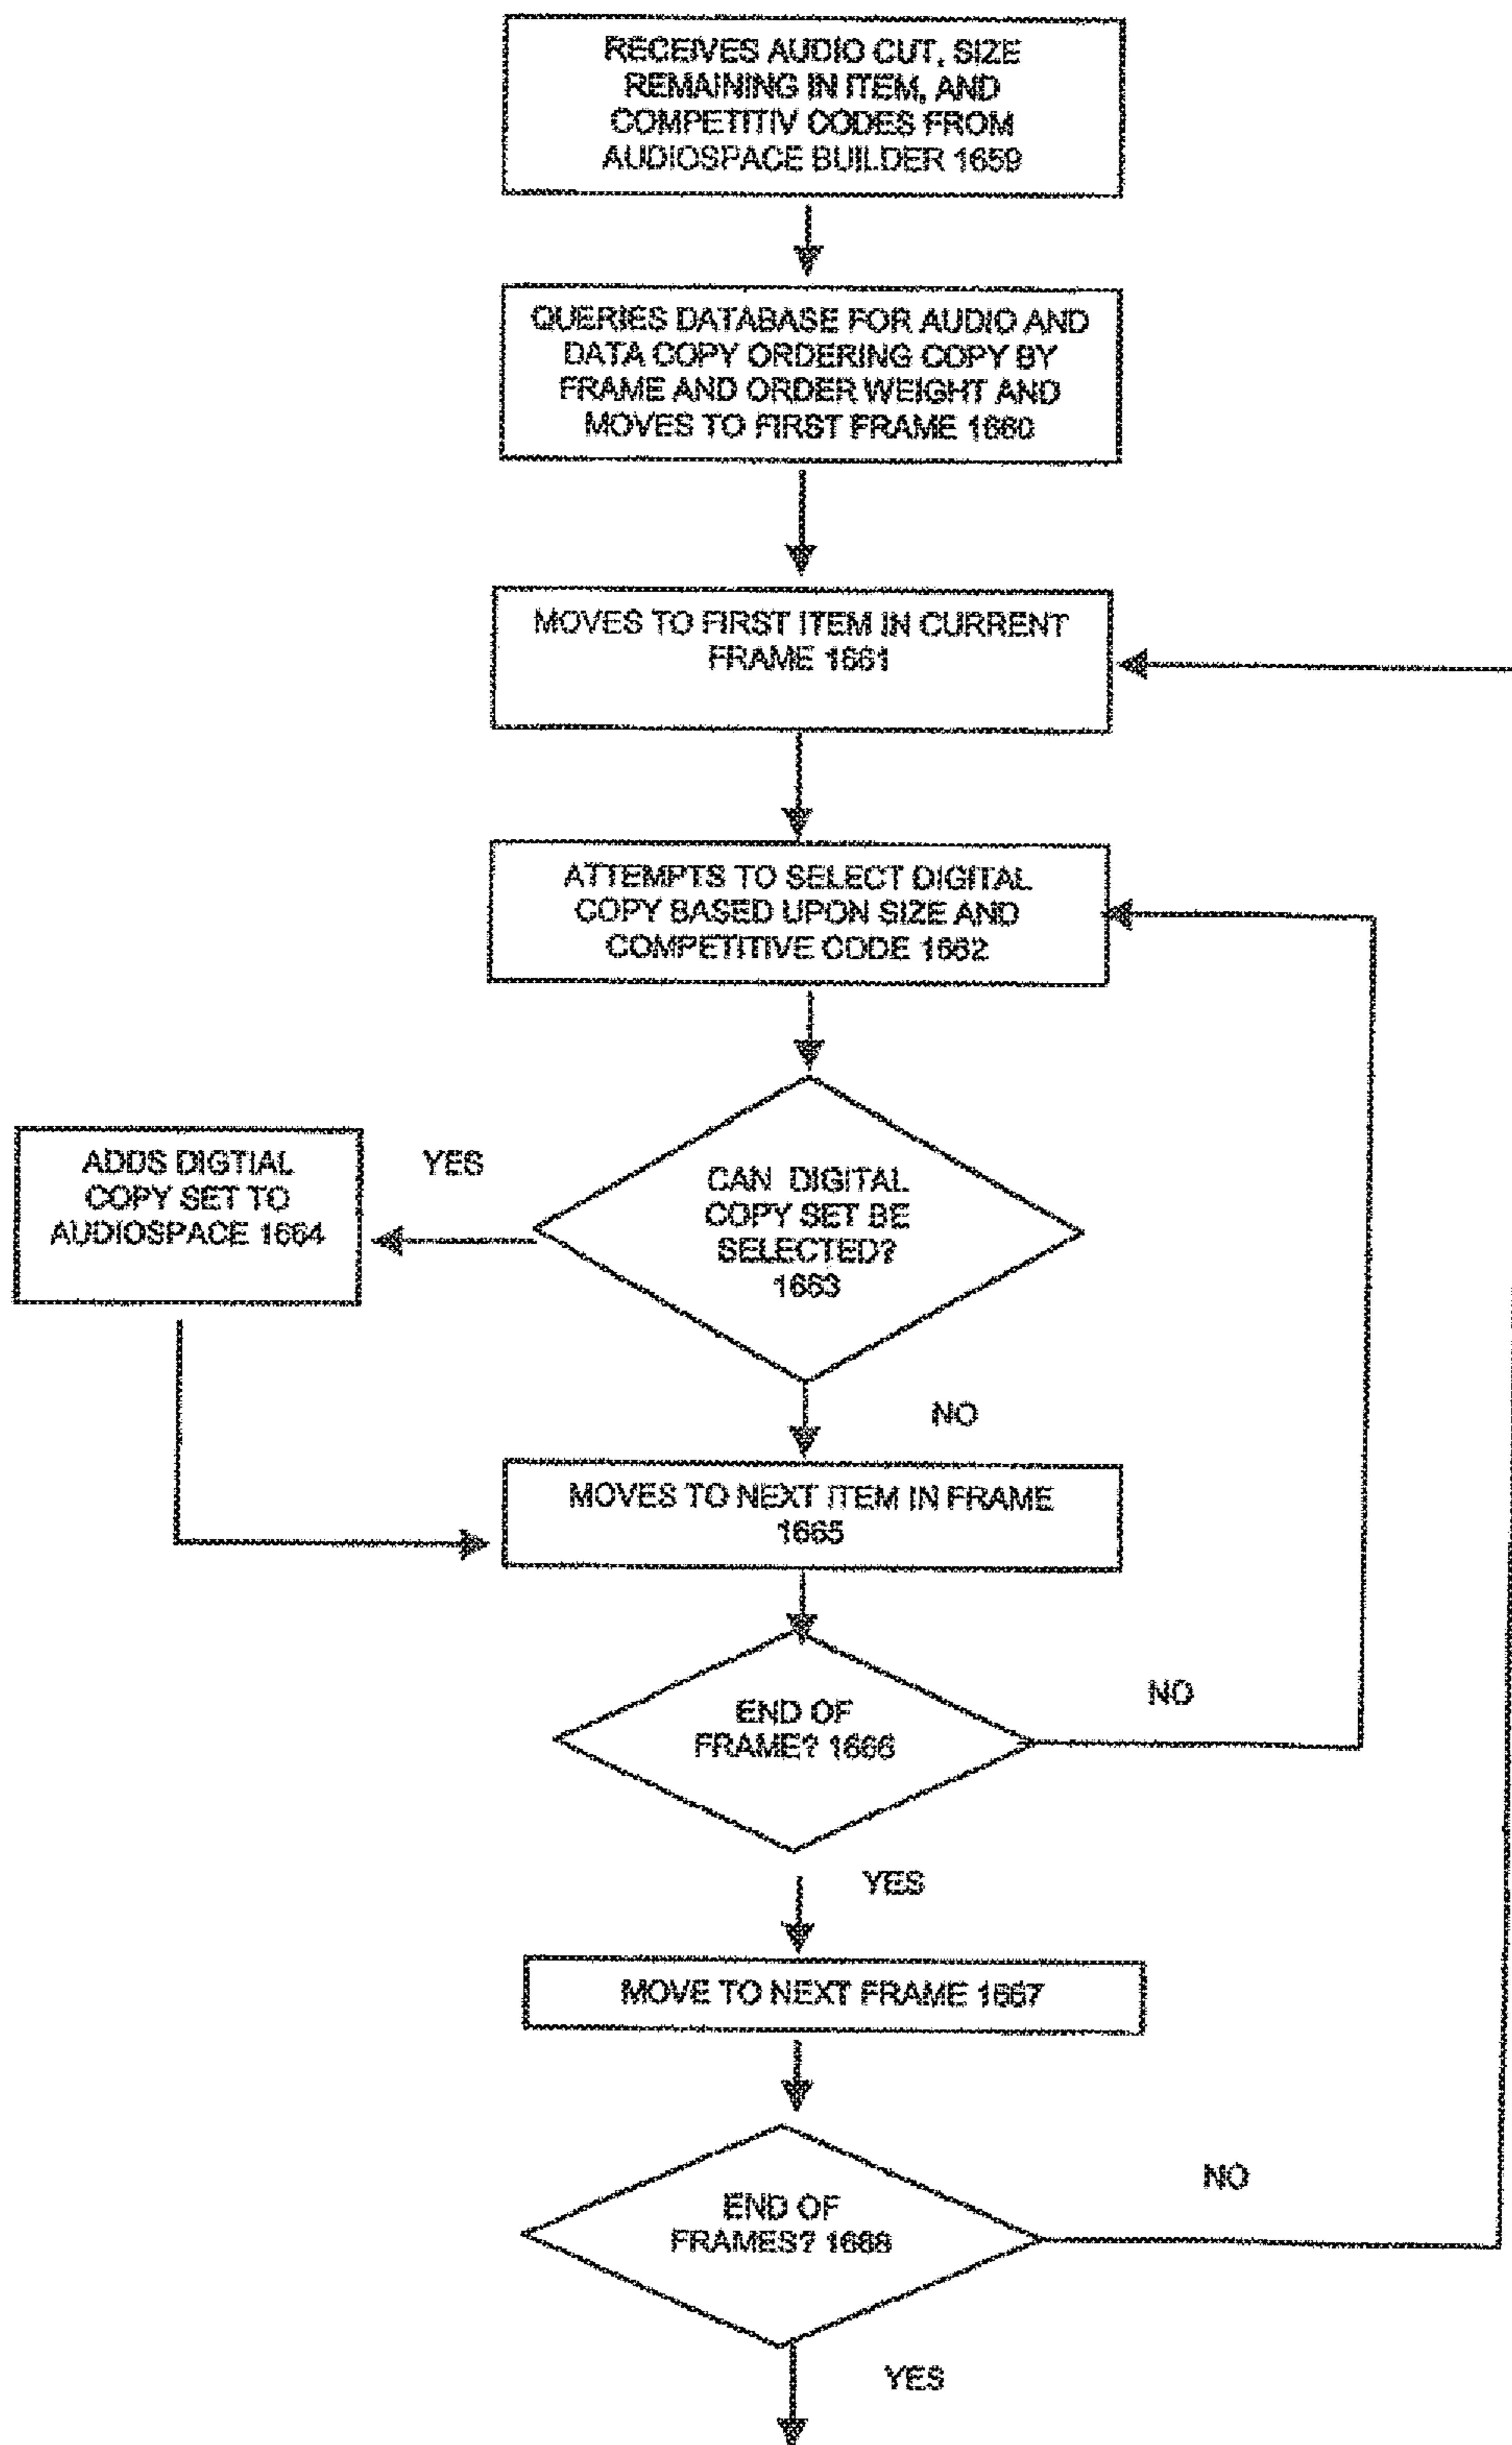 RECEIVES AUDIO CUT, SIZE
REMAINING IN ITEM, AND
COMPETITIV CODES FROM
AUDIOSPACE BUILDER 1659
QUERIES DATABASE FOR AUDIO AND
DATA COPY ORDERING COPY BY
FRAME AND ORDER WEIGHT AND
MOVES TO FIRST FRAME 1660
MOVES TO FIRST ITEM IN CURRENT
FRAME 1661
ATTEMPTS TO SELECT DIGITAL
COPY BASED UPON SIZE AND
COMPETITIVE CODE 1662
CAN DIGITAL
COPY SET BE
SELECTED?
1663
YES
ADDS DIGTIAL
COPY SET TO
AUDIOSPACE 1664
NO
MOVES TO NEXT ITEM IN FRAME
1665
END OF
FRAME? 1666
NO
YES
MOVE TO NEXT FRAME 1667
END OF
FRAMES? 1668
NO
YES